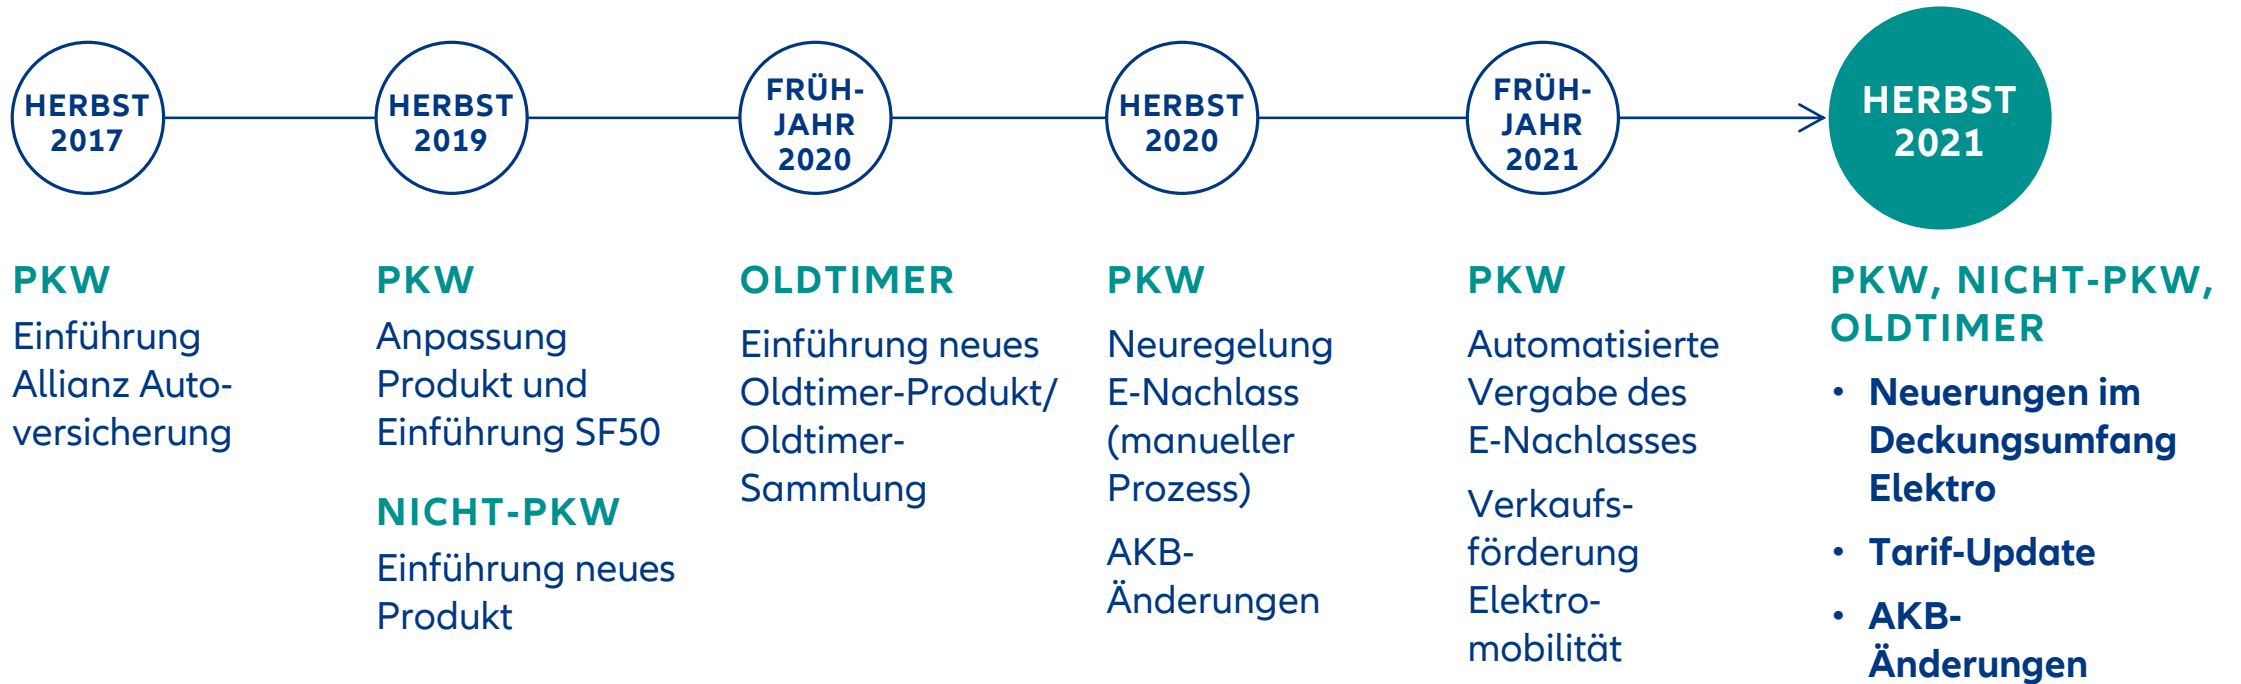 HERBST
2017
HERBST
2019
FRÜH-
JAHR
2020
HERBST
2020
FRÜH-
JAHR
2021
HERBST
2021
PKW
Einführung
Allianz Auto-
versicherung
PKW
Anpassung
Produkt und
Einführung SF50
NICHT-PKW
Einführung neues
Produkt
OLDTIMER
Einführung neues
Oldtimer-Produkt/
Oldtimer-
Sammlung
PKW
Neuregelung
E-Nachlass
(manueller
Prozess)
AKB-
Änderungen
PKW
Automatisierte
Vergabe des
E-Nachlasses
Verkaufs-
förderung
Elektro-
mobilität
PKW, NICHT-PKW,
OLDTIMER
• Neuerungen im
Deckungsumfang
Elektro
• Tarif-Update
• AKB-
Änderungen